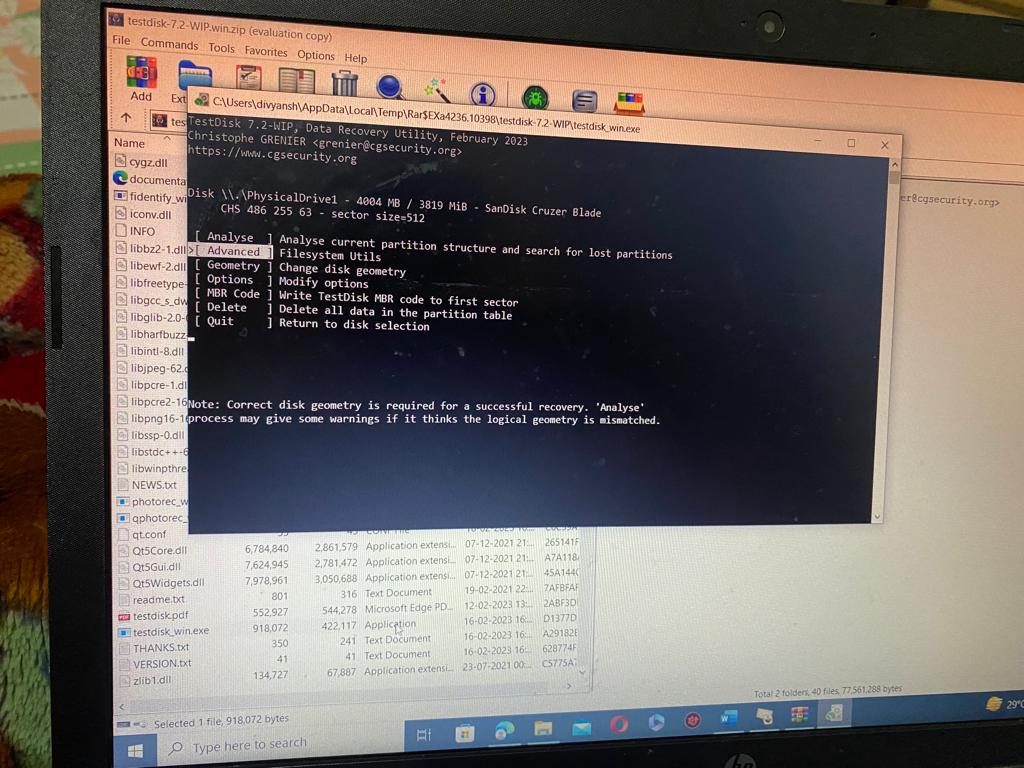 testdisk-7.2-WIP.win.zip (evaluation copy)
File Commands Tools Favorites Options Help
Add Ext
C:\Users\divyansh\AppData\Local\Temp\Rar$EXa4236.10398\testdisk-7.2-WIP\testdisk_win.exe
tes
TestDisk 7.2-WIP, Data Recovery Utility, February 2023
Christophe GRENIER <grenier@cgsecurity.org>
https://www.cgsecurity.org
Disk \\.\PhysicalDrive1 - 4004 MB / 3819 MiB - SanDisk Cruzer Blade
CHS 486 255 63 - sector size=512
[ Analyse ] Analyse current partition structure and search for lost partitions
>[ Advanced ] Filesystem Utils
[ Geometry ] Change disk geometry
[ Options ] Modify options
[ MBR Code ] Write TestDisk MBR code to first sector
[ Delete ] Delete all data in the partition table
[ Quit ] Return to disk selection
Note: Correct disk geometry is required for a successful recovery. 'Analyse'
process may give some warnings if it thinks the logical geometry is mismatched.
er@cgsecurity.org>
Name
cygz.dll
documenta
fidentify_wi
iconv.dll
INFO
libbz2-1.dll
libewf-2.dll
libfreetype-
libgcc_s_dw
libglib-2.0-
libharfbuzz
libintl-8.dll
libjpeg-62.
libpcre-1.dl
libpcre2-16
libpng16-1
libssp-0.dll
libstdc++-6
libwinpthre
NEWS.txt
photorec_w
qphotorec_
qt.conf
Qt5Core.dll 6,784,840 2,861,579 Application extensi... 07-12-2021 21:... 265141F
Qt5Gui.dll 7,624,945 2,781,472 Application extensi... 07-12-2021 21:... A7A118
Qt5Widgets.dll 7,978,961 3,050,688 Application extensi... 07-12-2021 21:... 45A144
readme.txt 801 316 Text Document 19-02-2021 22:... 7AFBFAF
testdisk.pdf 552,927 544,278 Microsoft Edge PD... 12-02-2023 13:... 2ABF3D
testdisk_win.exe 918,072 422,117 Application 16-02-2023 16:... D1377D
THANKS.txt 350 241 Text Document 16-02-2023 16:... A29182E
VERSION.txt 41 41 Text Document 16-02-2023 16:... 628774F
zlib1.dll 134,727 67,887 Application extensi... 23-07-2021 00:... C5775A
Selected 1 file, 918,072 bytes
Total 2 folders, 40 files, 77,561,288 bytes
Type here to search
29°
hp